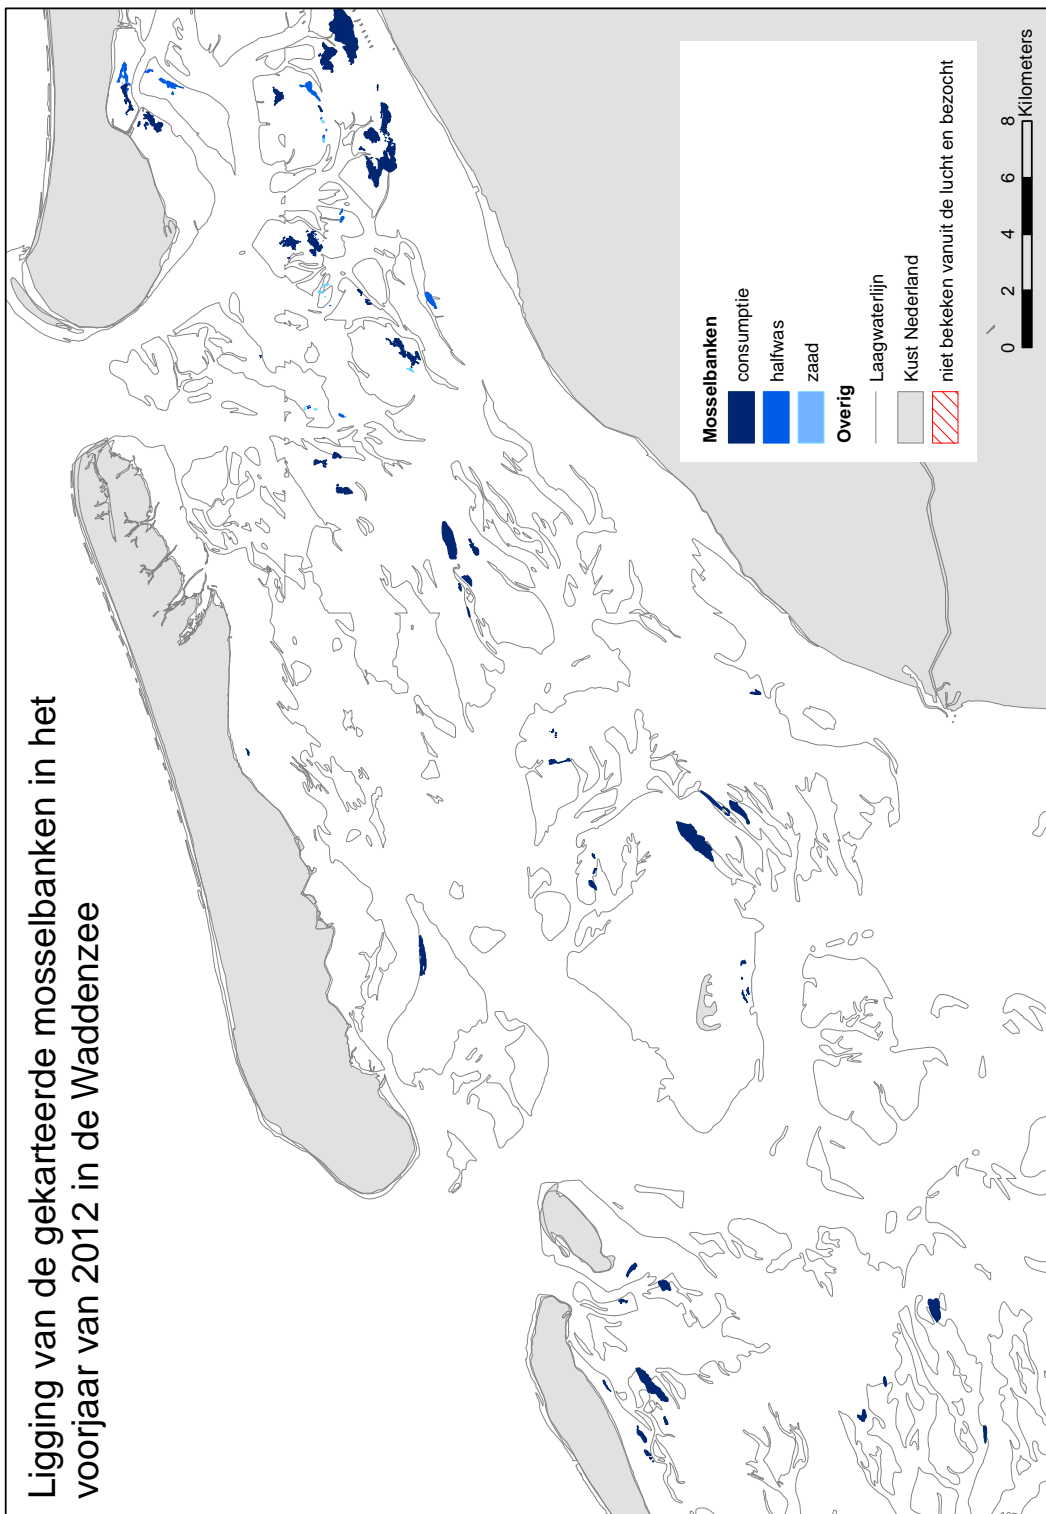 Ligging van de gekarteerde mosselbanken in het
voorjaar van 2012 in de Waddenzee
Mosselbanken
consumptie
halfwas
zaad
Overig
Laagwaterlijn
Kust Nederland
niet bekeken vanuit de lucht en bezocht
0 2 4 6 8
Kilometers